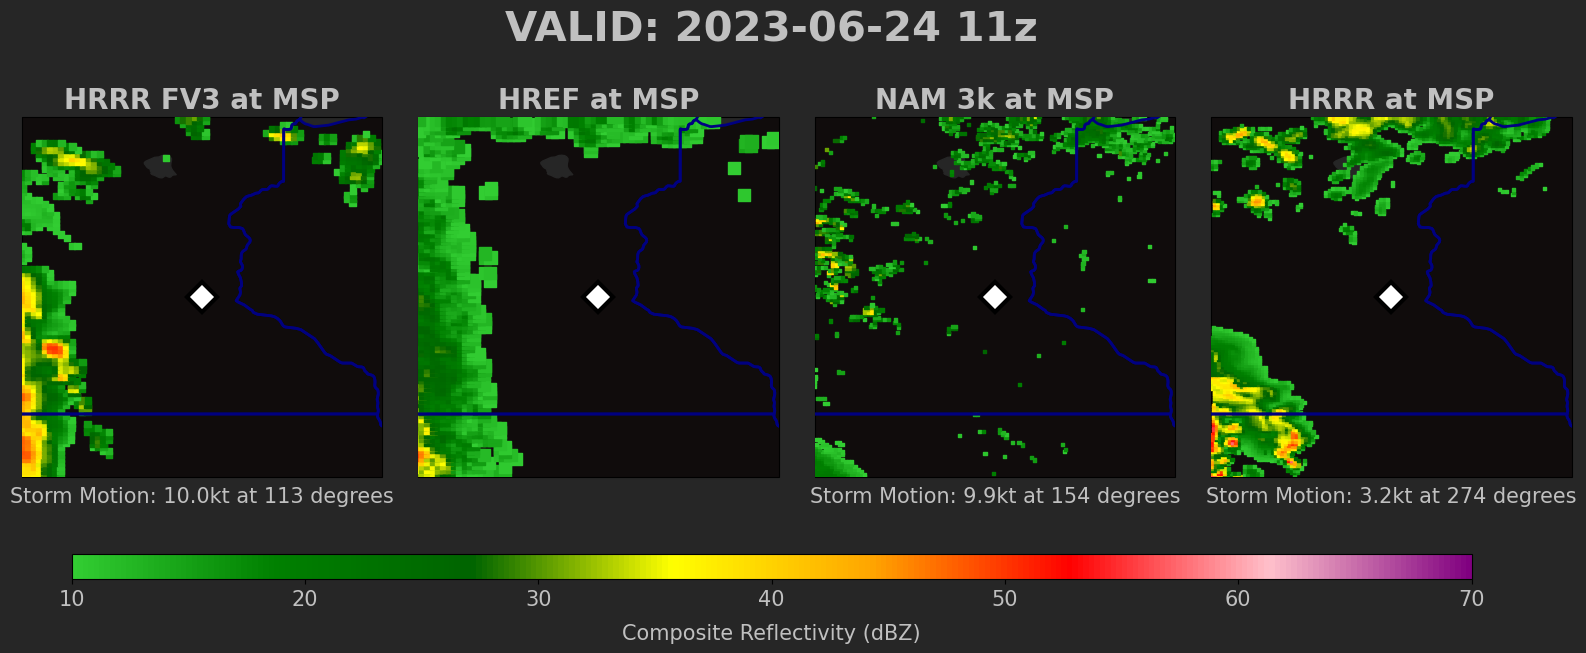 VALID: 2023-06-24 11z
HRRR FV3 at MSP
HREF at MSP
NAM 3k at MSP
HRRR at MSP
Storm Motion: 10.0kt at 113 degrees
Storm Motion: 9.9kt at 154 degrees
Storm Motion: 3.2kt at 274 degrees
10 20 30 40 50 60 70
Composite Reflectivity (dBZ)